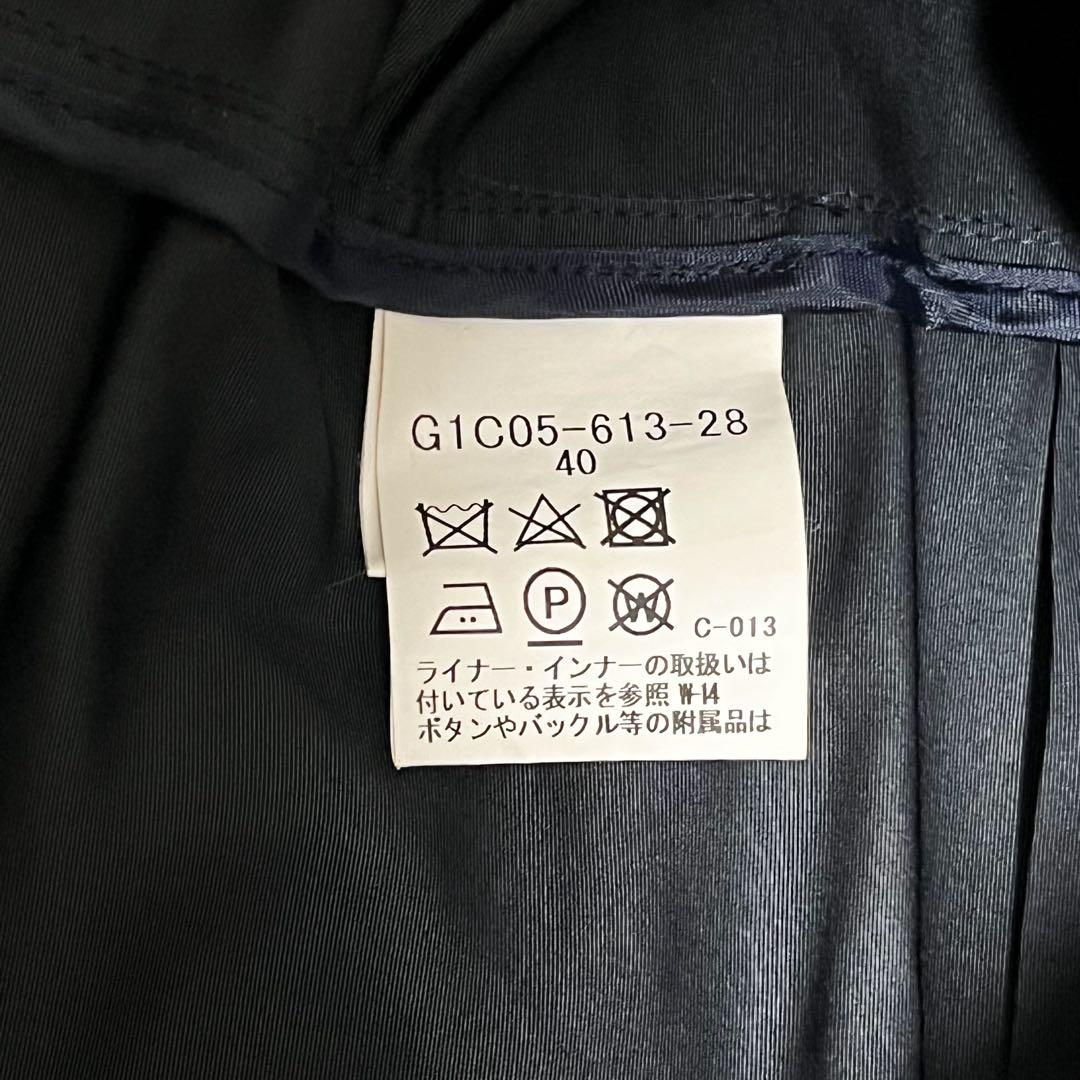 G1C05-613-28
40
P W C-013
ライナー・インナーの取扱いは
付いている表示を参照 W-14
ボタンやバックル等の附属品は